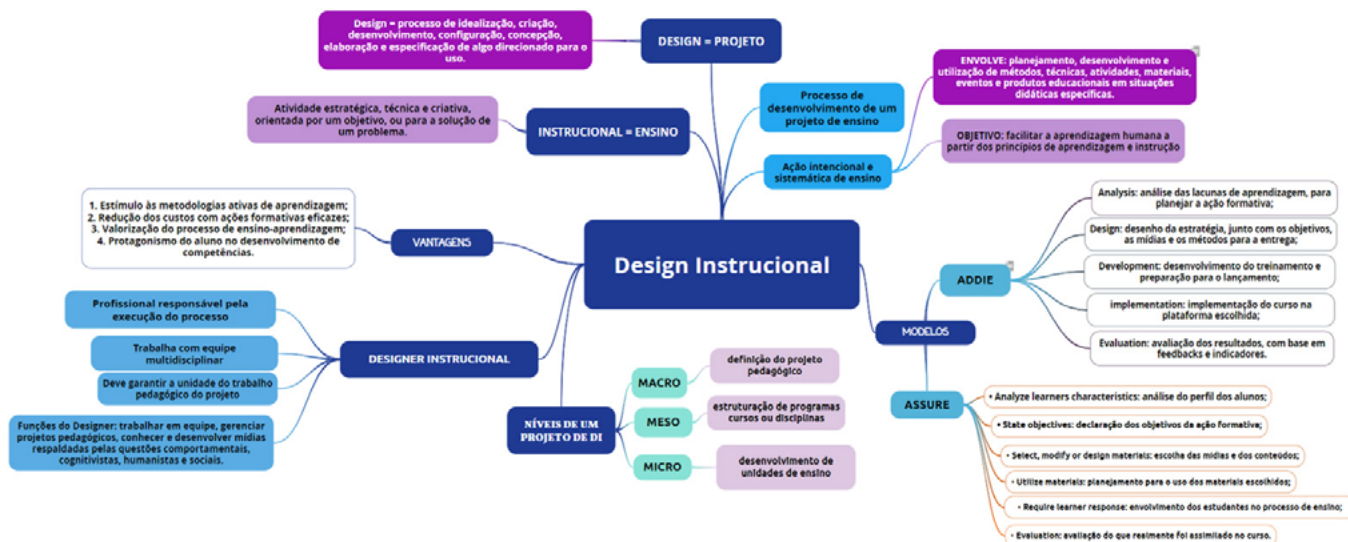 Design = processo de idealização, criação,
desenvolvimento, configuração, concepção,
elaboração e especificação de algo direcionado para o
uso.
DESIGN = PROJETO
Atividade estratégica, técnica e criativa,
orientada por um objetivo, ou para a solução de
um problema.
INSTRUCIONAL = ENSINO
Processo de
desenvolvimento de um
projeto de ensino
Ação intencional e
sistemática de ensino
ENVOLVE: planejamento, desenvolvimento e
utilização de métodos, técnicas, atividades, materiais,
eventos e produtos educacionais em situações
didáticas específicas.
OBJETIVO: facilitar a aprendizagem humana a
partir dos princípios de aprendizagem e instrução
1. Estímulo às metodologias ativas de aprendizagem;
2. Redução dos custos com ações formativas eficazes;
3. Valorização do processo de ensino-aprendizagem;
4. Protagonismo do aluno no desenvolvimento de
competências.
VANTAGENS
Design Instrucional
Profissional responsável pela
execução do processo
Trabalha com equipe
multidisciplinar
Deve garantir a unidade do trabalho
pedagógico do projeto
Funções do Designer: trabalhar em equipe, gerenciar
projetos pedagógicos, conhecer e desenvolver mídias
respaldadas pelas questões comportamentais,
cognitivistas, humanistas e sociais.
DESIGNER INSTRUCIONAL
NÍVEIS DE UM
PROJETO DE DI
MACRO
definição do projeto
pedagógico
MESO
estruturação de programas
cursos ou disciplinas
MICRO
desenvolvimento de
unidades de ensino
MODELOS
ADDIE
Analysis: análise das lacunas de aprendizagem, para
planejar a ação formativa;
Design: desenho da estratégia, junto com os objetivos,
as mídias e os métodos para a entrega;
Development: desenvolvimento do treinamento e
preparação para o lançamento;
implementation: implementação do curso na
plataforma escolhida;
Evaluation: avaliação dos resultados, com base em
feedbacks e indicadores.
ASSURE
• Analyze learners characteristics: análise do perfil dos alunos;
• State objectives: declaração dos objetivos da ação formativa;
• Select, modify or design materials: escolha das mídias e dos conteúdos;
• Utilize materials: planejamento para o uso dos materiais escolhidos;
• Require learner response: envolvimento dos estudantes no processo de ensino;
• Evaluation: avaliação do que realmente foi assimilado no curso.